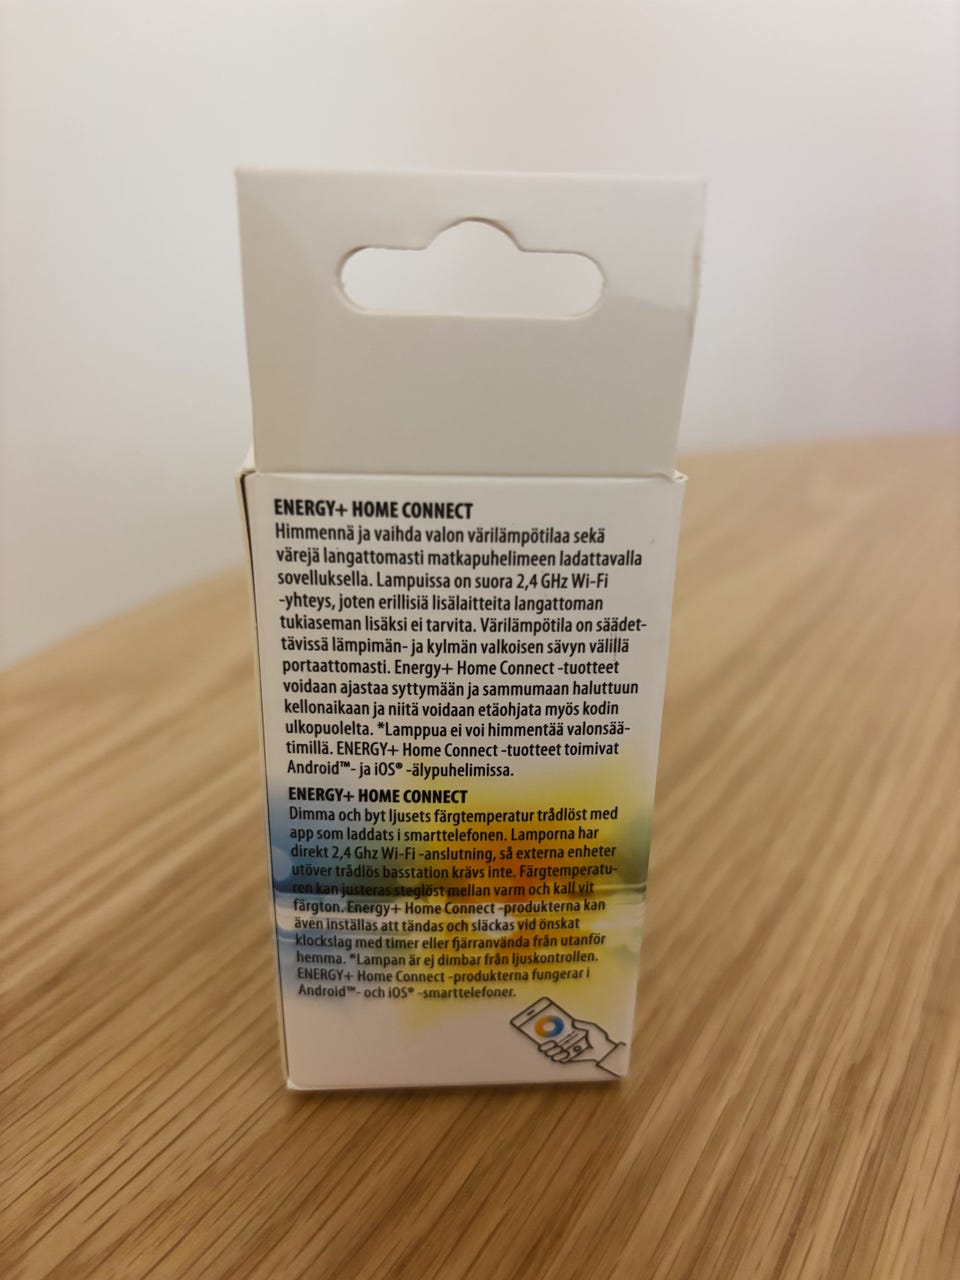 ENERGY+ HOME CONNECT
Himmennä ja vaihda valon värilämpötilaa sekä
värejä langattomasti matkapuhelimeen ladattavalla
sovelluksella. Lampuissa on suora 2,4 GHz Wi-Fi
-yhteys, joten erillisiä lisälaitteita langattoman
tukiaseman lisäksi ei tarvita. Värilämpötila on säädet-
tävissä lämpimän- ja kylmän valkoisen sävyn välillä
portaattomasti. Energy+ Home Connect -tuotteet
voidaan ajastaa syttymään ja sammumaan haluttuun
kellonaikaan ja niitä voidaan etäohjata myös kodin
ulkopuolelta. *Lamppua ei voi himmentää valonsää-
timillä. ENERGY+ Home Connect -tuotteet toimivat
Android™- ja iOS® -älypuhelimissa.
ENERGY+ HOME CONNECT
Dimma och byt ljusets färgtemperatur trådlöst med
app som laddats i smarttelefonen. Lamporna har
direkt 2,4 Ghz Wi-Fi -anslutning, så externa enheter
utöver trådlös basstation krävs inte. Färgtemperatu-
ren kan justeras steglöst mellan varm och kall vit
färgton. Energy+ Home Connect -produkterna kan
även inställas att tändas och släckas vid önskat
klockslag med timer eller fjärranvända från utanför
hemma. *Lampan är ej dimbar från ljuskontrollen.
ENERGY+ Home Connect -produkterna fungerar i
Android™- och iOS® -smarttelefoner.